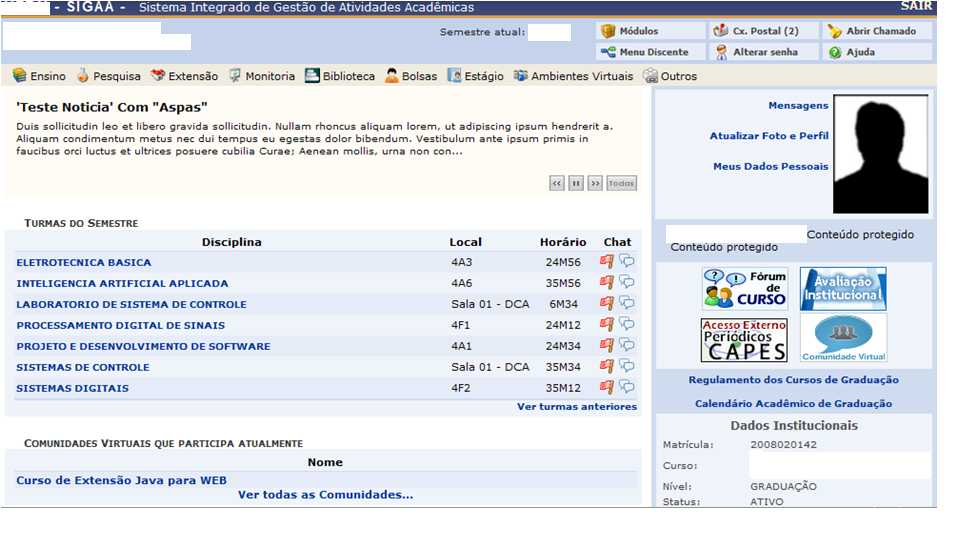 - SIGAA - Sistema Integrado de Gestão de Atividades Acadêmicas SAIR
Semestre atual:
Módulos Cx. Postal (2) Abrir Chamado
Menu Discente Alterar senha Ajuda
Ensino Pesquisa Extensão Monitoria Biblioteca Bolsas Estágio Ambientes Virtuais Outros
'Teste Noticia' Com "Aspas"
Duis sollicitudin leo et libero gravida sollicitudin. Nullam rhoncus aliquam lorem, ut adipiscing ipsum hendrerit a.
Aliquam condimentum metus nec dui tempus eu egestas dolor bibendum. Vestibulum ante ipsum primis in
faucibus orci luctus et ultrices posuere cubilia Curae; Aenean mollis, urna non con...
Todas
Mensagens
Atualizar Foto e Perfil
Meus Dados Pessoais
TURMAS DO SEMESTRE
Disciplina Local Horário Chat
ELETROTECNICA BASICA 4A3 24M56
INTELIGENCIA ARTIFICIAL APLICADA 4A6 35M56
LABORATORIO DE SISTEMA DE CONTROLE Sala 01 - DCA 6M34
PROCESSAMENTO DIGITAL DE SINAIS 4F1 24M12
PROJETO E DESENVOLVIMENTO DE SOFTWARE 4A1 24M34
SISTEMAS DE CONTROLE Sala 01 - DCA 35M34
SISTEMAS DIGITAIS 4F2 35M12
Ver turmas anteriores
COMUNIDADES VIRTUAIS QUE PARTICIPA ATUALMENTE
Nome
Curso de Extensão Java para WEB
Ver todas as Comunidades...
Conteúdo protegido
Conteúdo protegido
Fórum
de
CURSO
Avaliação
Institucional
Acesso Externo
Periódicos
CAPES
Comunidade Virtual
Regulamento dos Cursos de Graduação
Calendário Acadêmico de Graduação
Dados Institucionais
Matrícula: 2008020142
Curso:
Nível: GRADUAÇÃO
Status: ATIVO